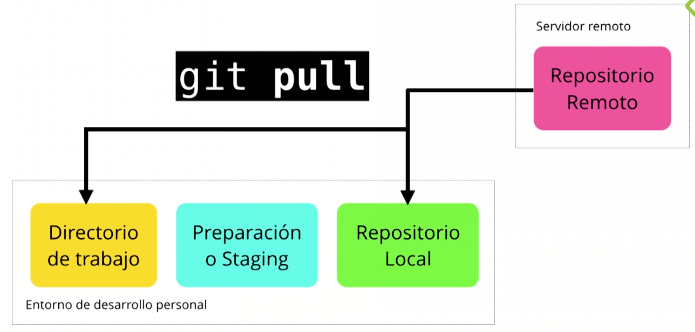 Servidor remoto
git pull
Repositorio
Remoto
Directorio
de trabajo
Preparación
o Staging
Repositorio
Local
Entorno de desarrollo personal